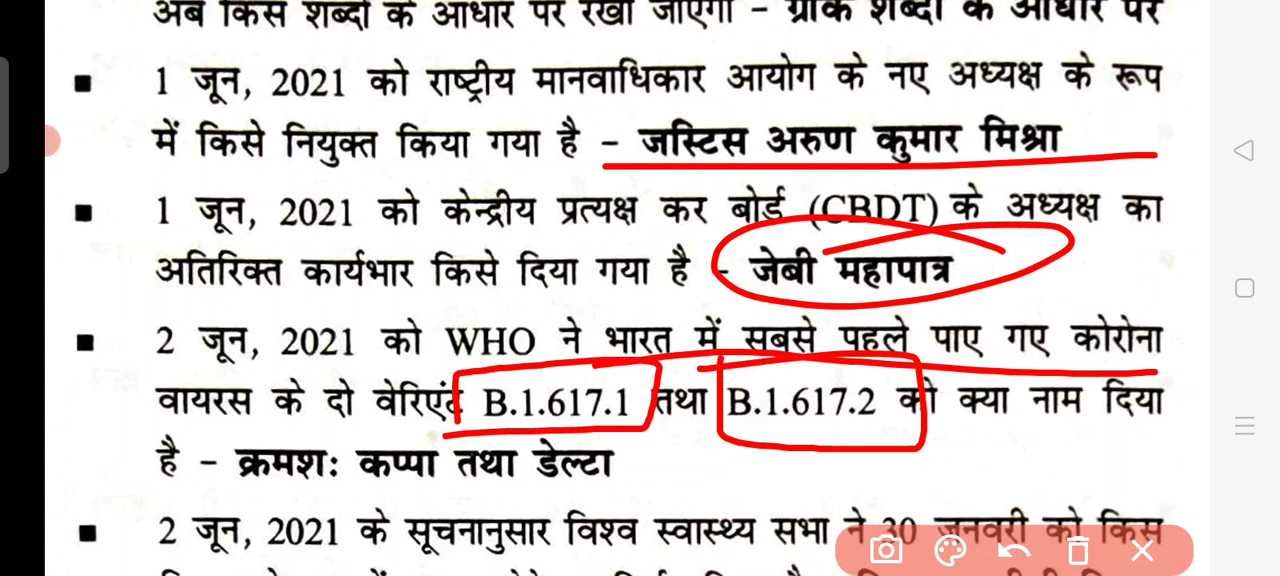 अब किस शब्दों के आधार पर रखा जाएगा – ग्रीक शब्दों के आधार पर
■ 1 जून, 2021 को राष्ट्रीय मानवाधिकार आयोग के नए अध्यक्ष के रूप
में किसे नियुक्त किया गया है – जस्टिस अरुण कुमार मिश्रा
■ 1 जून, 2021 को केन्द्रीय प्रत्यक्ष कर बोर्ड (CBDT) के अध्यक्ष का
अतिरिक्त कार्यभार किसे दिया गया है - जेबी महापात्र
■ 2 जून, 2021 को WHO ने भारत में सबसे पहले पाए गए कोरोना
वायरस के दो वेरिएंट B.1.617.1 तथा B.1.617.2 को क्या नाम दिया
है – क्रमशः कप्पा तथा डेल्टा
■ 2 जून, 2021 के सूचनानुसार विश्व स्वास्थ्य सभा ने 30 जनवरी को किस